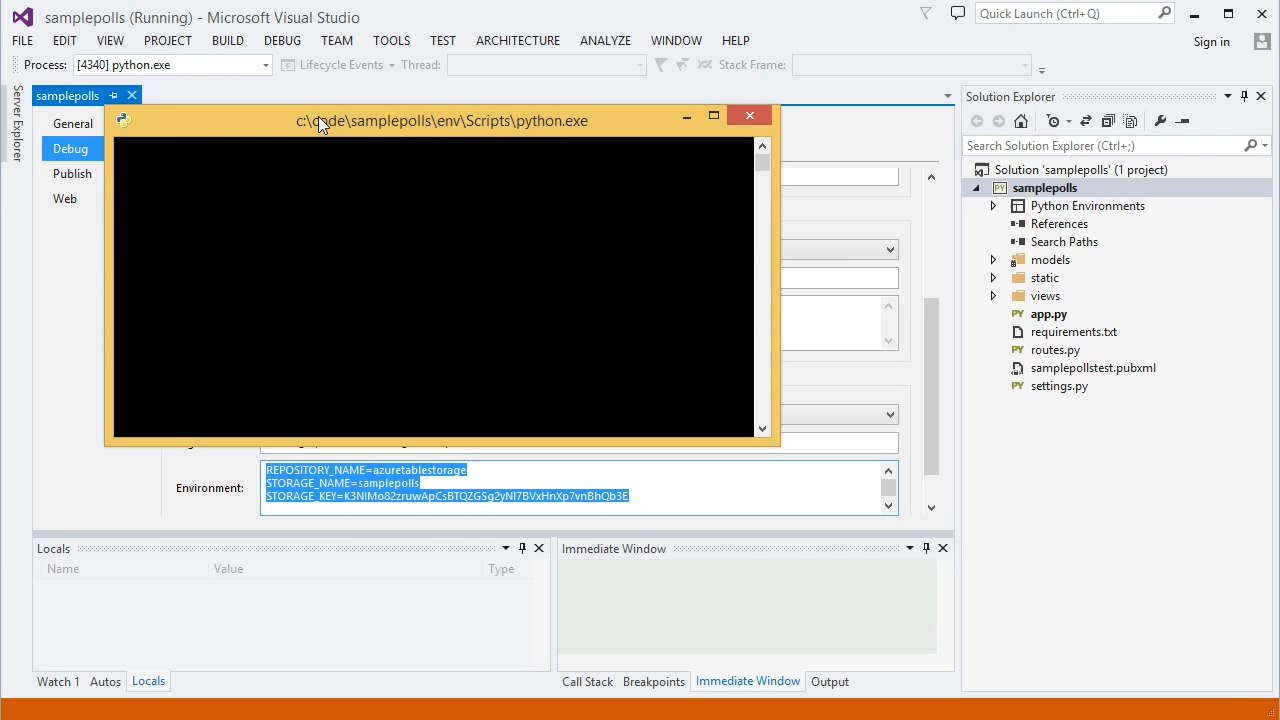 samplepolls (Running) - Microsoft Visual Studio
Quick Launch (Ctrl+Q)
FILE EDIT VIEW PROJECT BUILD DEBUG TEAM TOOLS TEST ARCHITECTURE ANALYZE WINDOW HELP
Sign in
Process: [4340] python.exe Lifecycle Events Thread: Stack Frame:
Server Explorer
samplepolls
General
Debug
Publish
Web
c:\code\samplepolls\env\Scripts\python.exe
Environment:
REPOSITORY_NAME=azuretablestorage
STORAGE_NAME=samplepolls
Solution Explorer
Search Solution Explorer (Ctrl+;)
Solution 'samplepolls' (1 project)
samplepolls
Python Environments
References
Search Paths
models
static
views
PY app.py
requirements.txt
PY routes.py
samplepollstest.pubxml
PY settings.py
Locals
Name Value Type
Watch 1 Autos Locals
Immediate Window
Call Stack Breakpoints Immediate Window Output